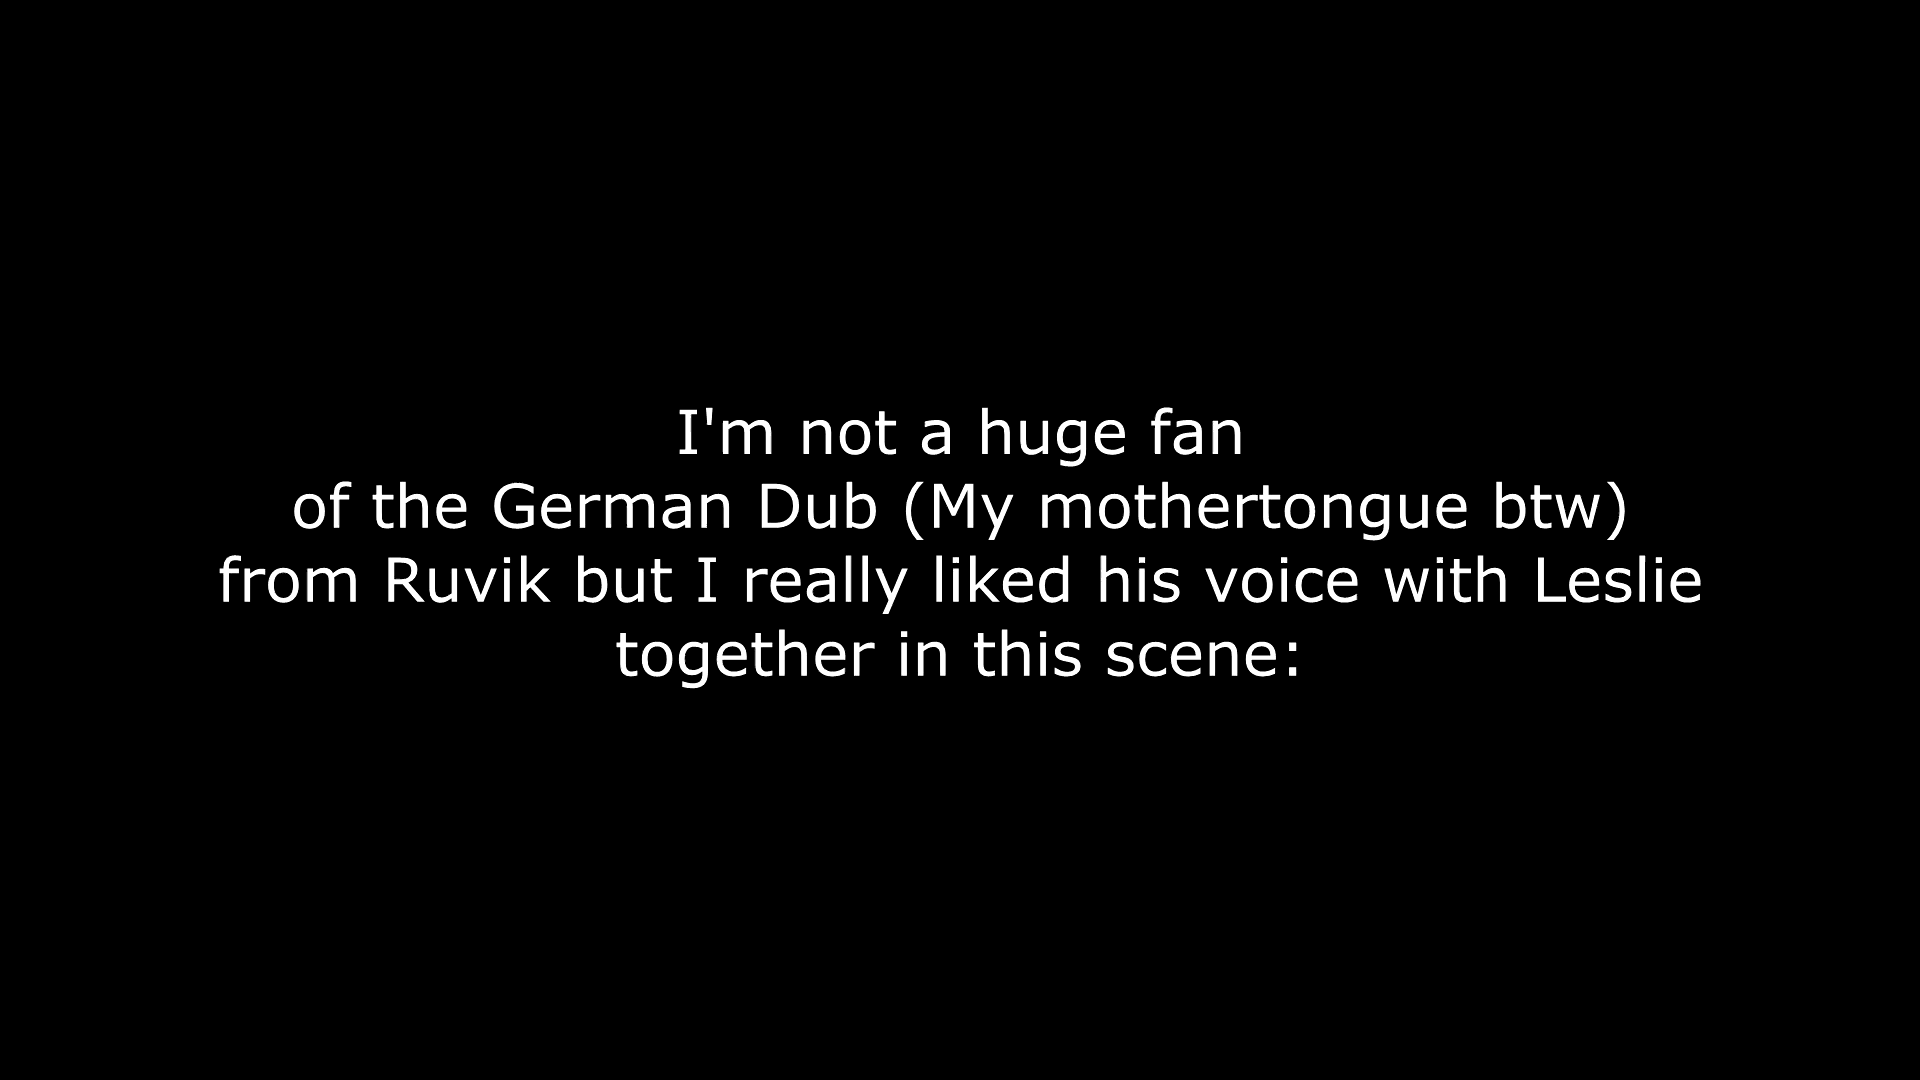 I'm not a huge fan
of the German Dub (My mothertongue btw)
from Ruvik but I really liked his voice with Leslie
together in this scene: